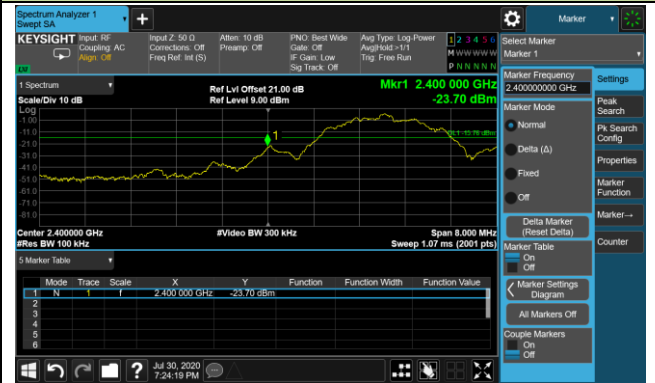 Spectrum Analyzer 1
Swept SA
+
Marker
KEYSIGHT
Input: RF
Coupling: AC
Align: Off
Input Z: 50 Ω
Corrections: Off
Freq Ref: Int (S)
Atten: 10 dB
Preamp: Off
PNO: Best Wide
Gate: Off
IF Gain: Low
Sig Track: Off
Avg Type: Log-Power
Avg|Hold:>1/1
Trig: Free Run
1 2 3 4 5 6
M W W W W W
P N N N N N
1 Spectrum
Scale/Div 10 dB
Ref Lvl Offset 21.00 dB
Ref Level 9.00 dBm
Mkr1 2.400 000 GHz
-23.70 dBm
Log
-1.00
-11.0
-21.0
-31.0
-41.0
-51.0
-61.0
-71.0
-81.0
1
Center 2.400000 GHz
#Res BW 100 kHz
#Video BW 300 kHz
Span 8.000 MHz
Sweep 1.07 ms (2001 pts)
5 Marker Table
Mode Trace Scale X Y Function Function Width Function Value
1 N 1 f 2.400 000 GHz -23.70 dBm
2
3
4
5
6
Jul 30, 2020
7:24:19 PM
Select Marker
Marker 1
Marker Frequency
2.400000000 GHz
Marker Mode
Normal
Delta (Δ)
Fixed
Off
Delta Marker
(Reset Delta)
Marker Table
On
Off
Marker Settings
Diagram
All Markers Off
Couple Markers
On
Off
Settings
Peak
Search
Pk Search
Config
Properties
Marker
Function
Marker→
Counter